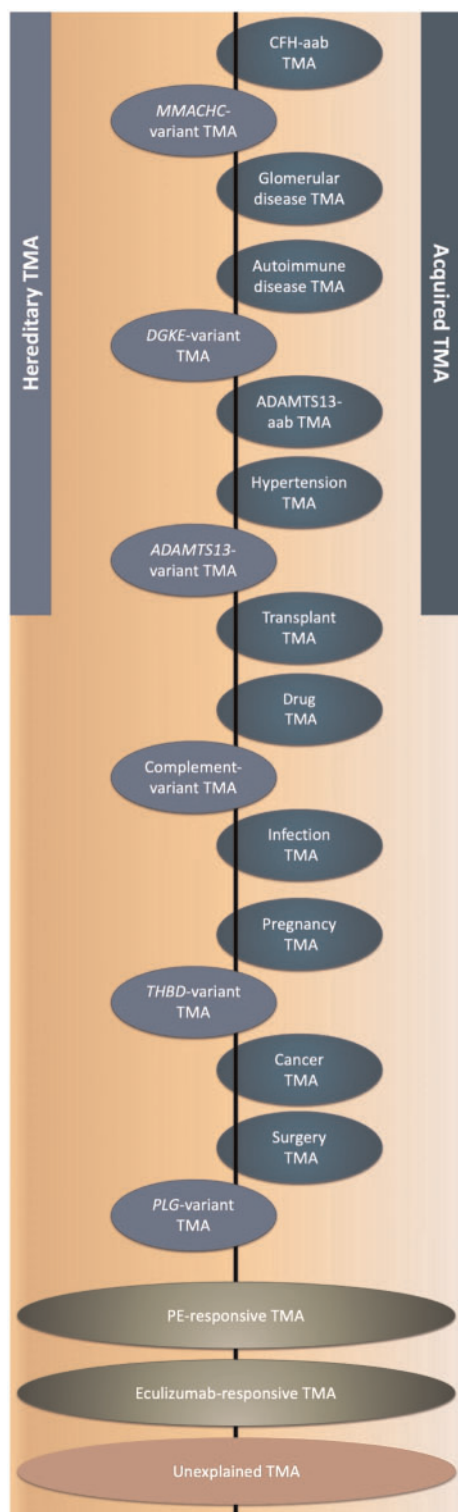 Hereditary TMA
Acquired TMA
CFH-aab
TMA
MMACHC-
variant TMA
Glomerular
disease TMA
Autoimmune
disease TMA
DGKE-variant
TMA
ADAMTS13-
aab TMA
Hypertension
TMA
ADAMTS13-
variant TMA
Transplant
TMA
Drug
TMA
Complement-
variant TMA
Infection
TMA
Pregnancy
TMA
THBD-variant
TMA
Cancer
TMA
Surgery
TMA
PLG-variant
TMA
PE-responsive TMA
Eculizumab-responsive TMA
Unexplained TMA